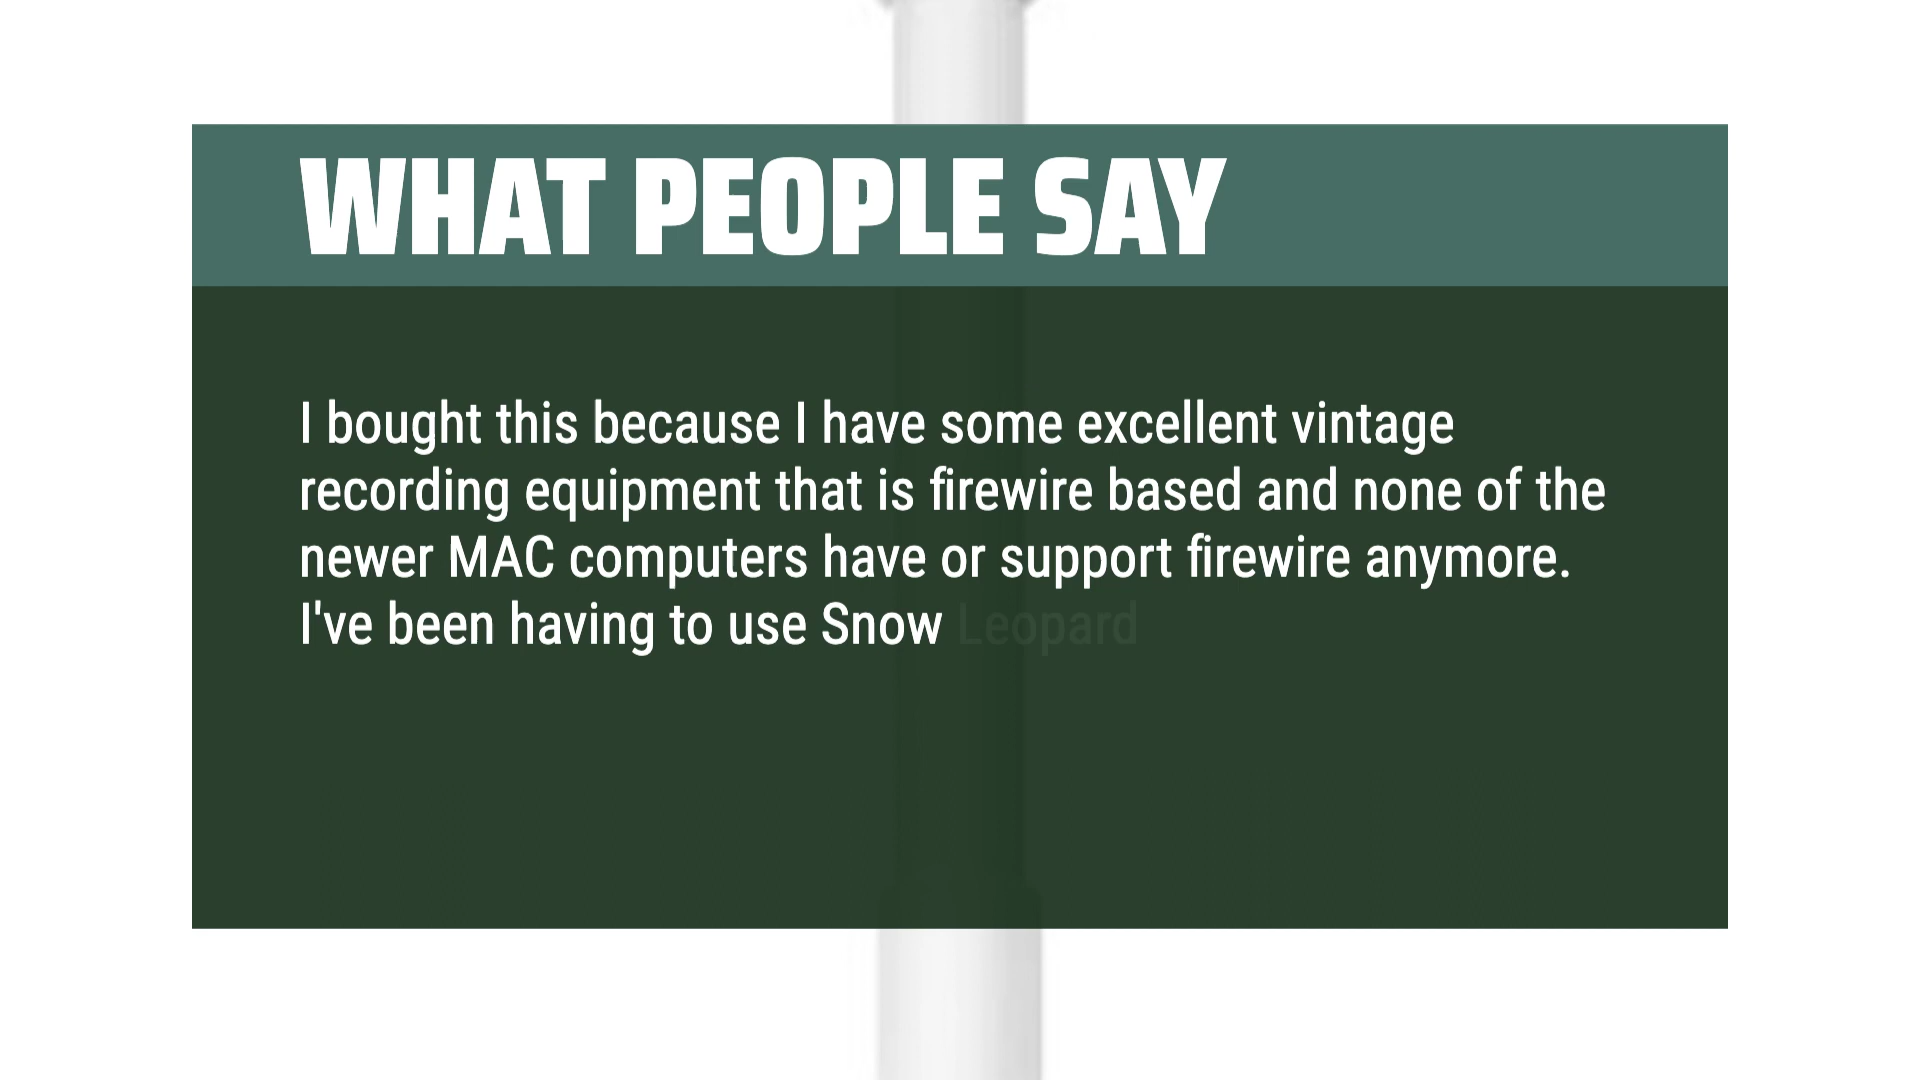 WHAT PEOPLE SAY
I bought this because I have some excellent vintage
recording equipment that is firewire based and none of the
newer MAC computers have or support firewire anymore.
I've been having to use Snow Leopard